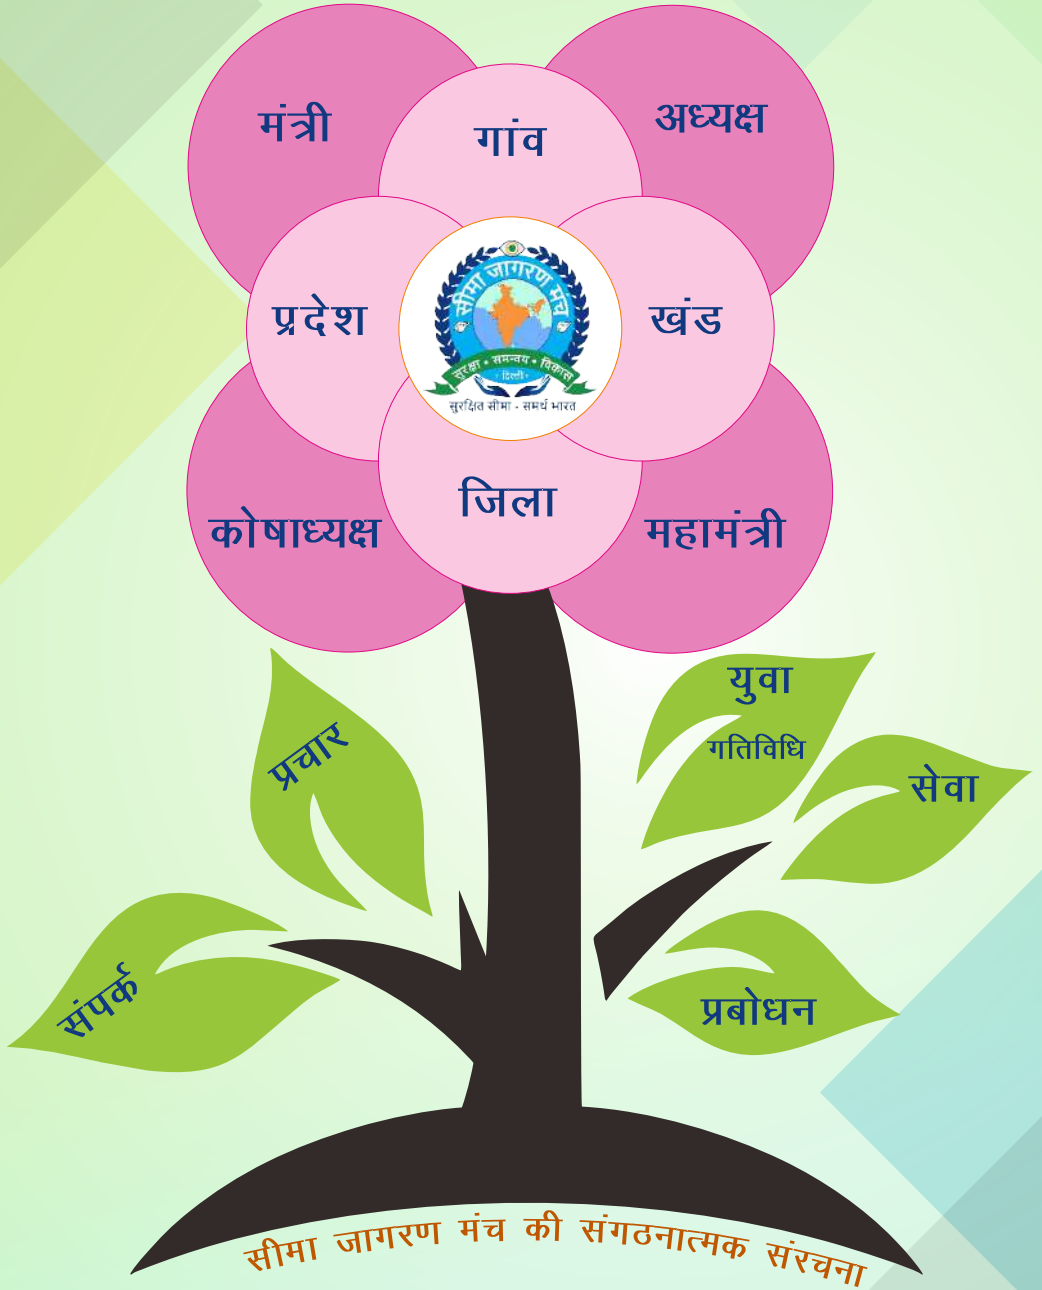 मंत्री
अध्यक्ष
गांव
प्रदेश
सीमा जागरण मंच
सुरक्षा • समन्वय • विकास
• दिल्ली •
सुरक्षित सीमा - समर्थ भारत
खंड
जिला
कोषाध्यक्ष
महामंत्री
युवा
गतिविधि
प्रचार
सेवा
संपर्क
प्रबोधन
सीमा जागरण मंच की संगठनात्मक संरचना